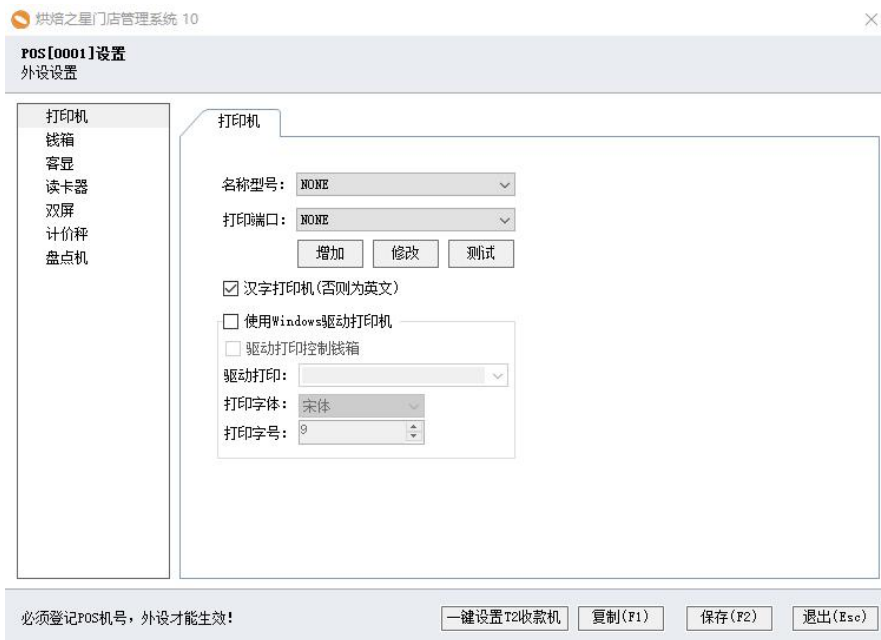 烘焙之星门店管理系统 10
POS[0001]设置
外设设置
打印机
钱箱
客显
读卡器
双屏
计价秤
盘点机
打印机
名称型号: NONE
打印端口: NONE
增加 修改 测试
汉字打印机(否则为英文)
使用Windows驱动打印机
驱动打印控制钱箱
驱动打印:
打印字体: 宋体
打印字号: 9
必须登记POS机号,外设才能生效! 一键设置T2收款机 复制(F1) 保存(F2) 退出(Esc)